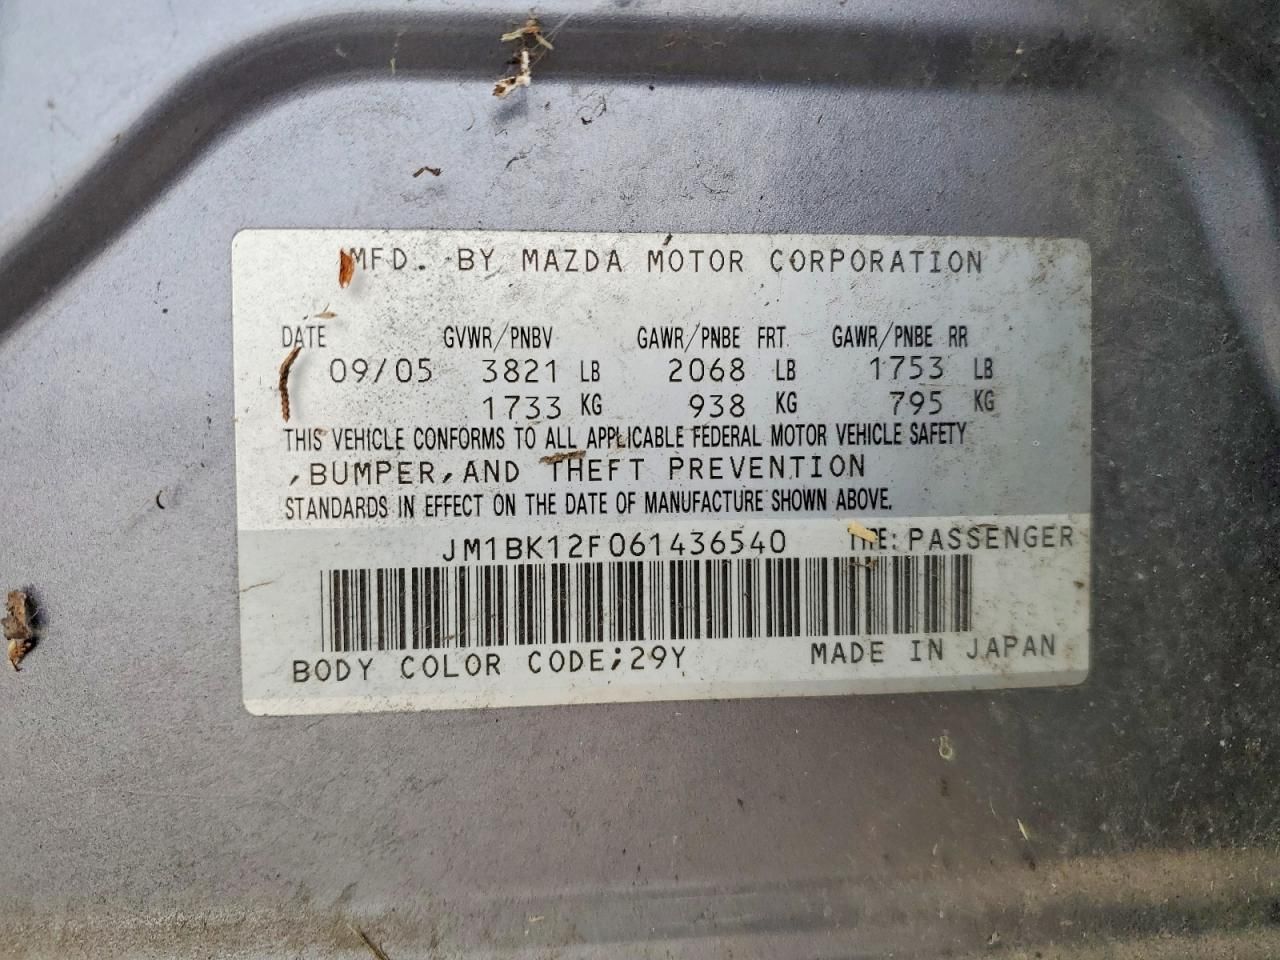 MFD. BY MAZDA MOTOR CORPORATION
DATE GVWR/PNBV GAWR/PNBE FRT GAWR/PNBE RR
09/05 3821 LB 2068 LB 1753 LB
1733 KG 938 KG 795 KG
THIS VEHICLE CONFORMS TO ALL APPLICABLE FEDERAL MOTOR VEHICLE SAFETY
,BUMPER,AND THEFT PREVENTION
STANDARDS IN EFFECT ON THE DATE OF MANUFACTURE SHOWN ABOVE.
JM1BK12F061436540 TYPE: PASSENGER
BODY COLOR CODE;29Y MADE IN JAPAN